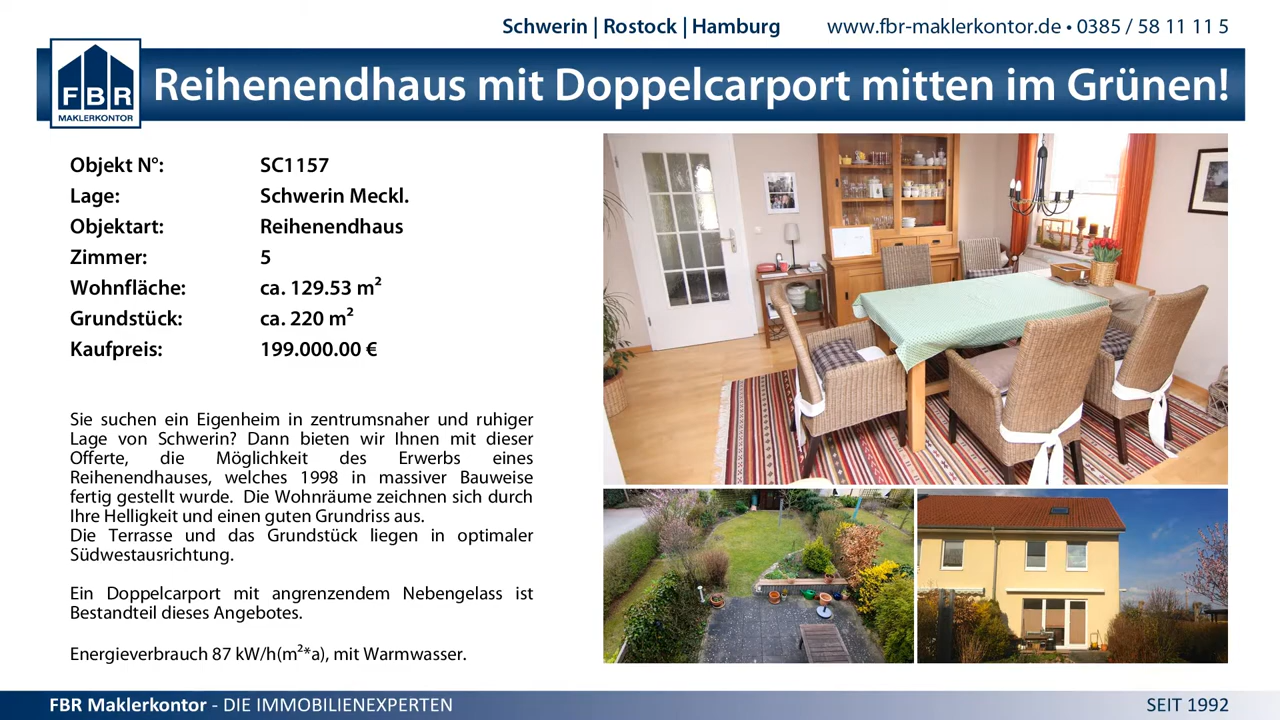 Schwerin | Rostock | Hamburg www.fbr-maklerkontor.de • 0385 / 58 11 11 5
FBR
MAKLERKONTOR
Reihenendhaus mit Doppelcarport mitten im Grünen!
Objekt N°: SC1157
Lage: Schwerin Meckl.
Objektart: Reihenendhaus
Zimmer: 5
Wohnfläche: ca. 129.53 m²
Grundstück: ca. 220 m²
Kaufpreis: 199.000.00 €
Sie suchen ein Eigenheim in zentrumsnaher und ruhiger
Lage von Schwerin? Dann bieten wir Ihnen mit dieser
Offerte, die Möglichkeit des Erwerbs eines
Reihenendhauses, welches 1998 in massiver Bauweise
fertig gestellt wurde. Die Wohnräume zeichnen sich durch
Ihre Helligkeit und einen guten Grundriss aus.
Die Terrasse und das Grundstück liegen in optimaler
Südwestausrichtung.
Ein Doppelcarport mit angrenzendem Nebengelass ist
Bestandteil dieses Angebotes.
Energieverbrauch 87 kW/h(m²*a), mit Warmwasser.
FBR Maklerkontor - DIE IMMOBILIENEXPERTEN SEIT 1992